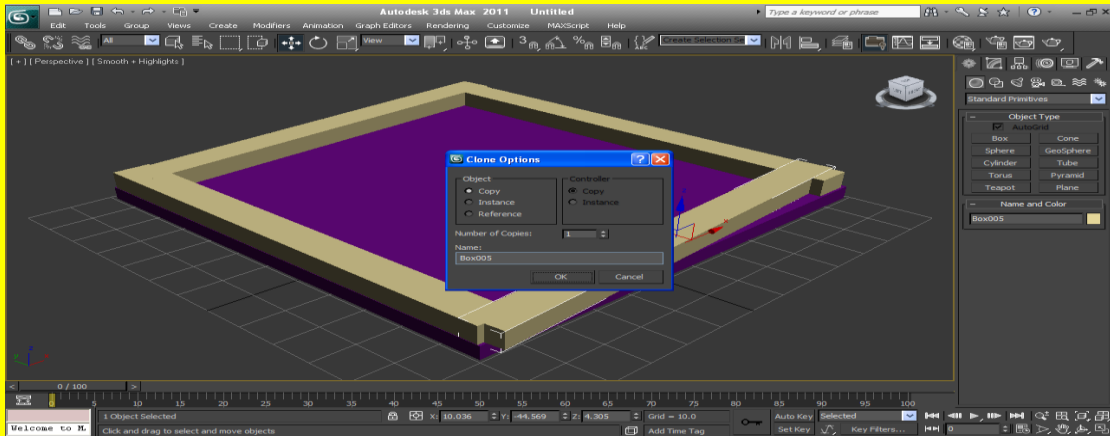 Autodesk 3ds Max 2011 Untitled
Type a keyword or phrase
Edit Tools Group Views Create Modifiers Animation Graph Editors Rendering Customize MAXScript Help
All View 3 Create Selection Se
[ + ] [ Perspective ] [ Smooth + Highlights ]
Standard Primitives
Object Type
AutoGrid
Box Cone
Sphere GeoSphere
Cylinder Tube
Torus Pyramid
Teapot Plane
Name and Color
Box005
Clone Options
Object Controller
Copy Copy
Instance Instance
Reference
Number of Copies: 1
Name:
Box005
OK Cancel
0 / 100
0 5 10 15 20 25 30 35 40 45 50 55 60 65 70 75 80 85 90 95 100
1 Object Selected X: 10.036 Y: -44.569 Z: 4.305 Grid = 10.0 Auto Key Selected
Welcome to M. Click and drag to select and move objects Add Time Tag Set Key Key Filters... 0